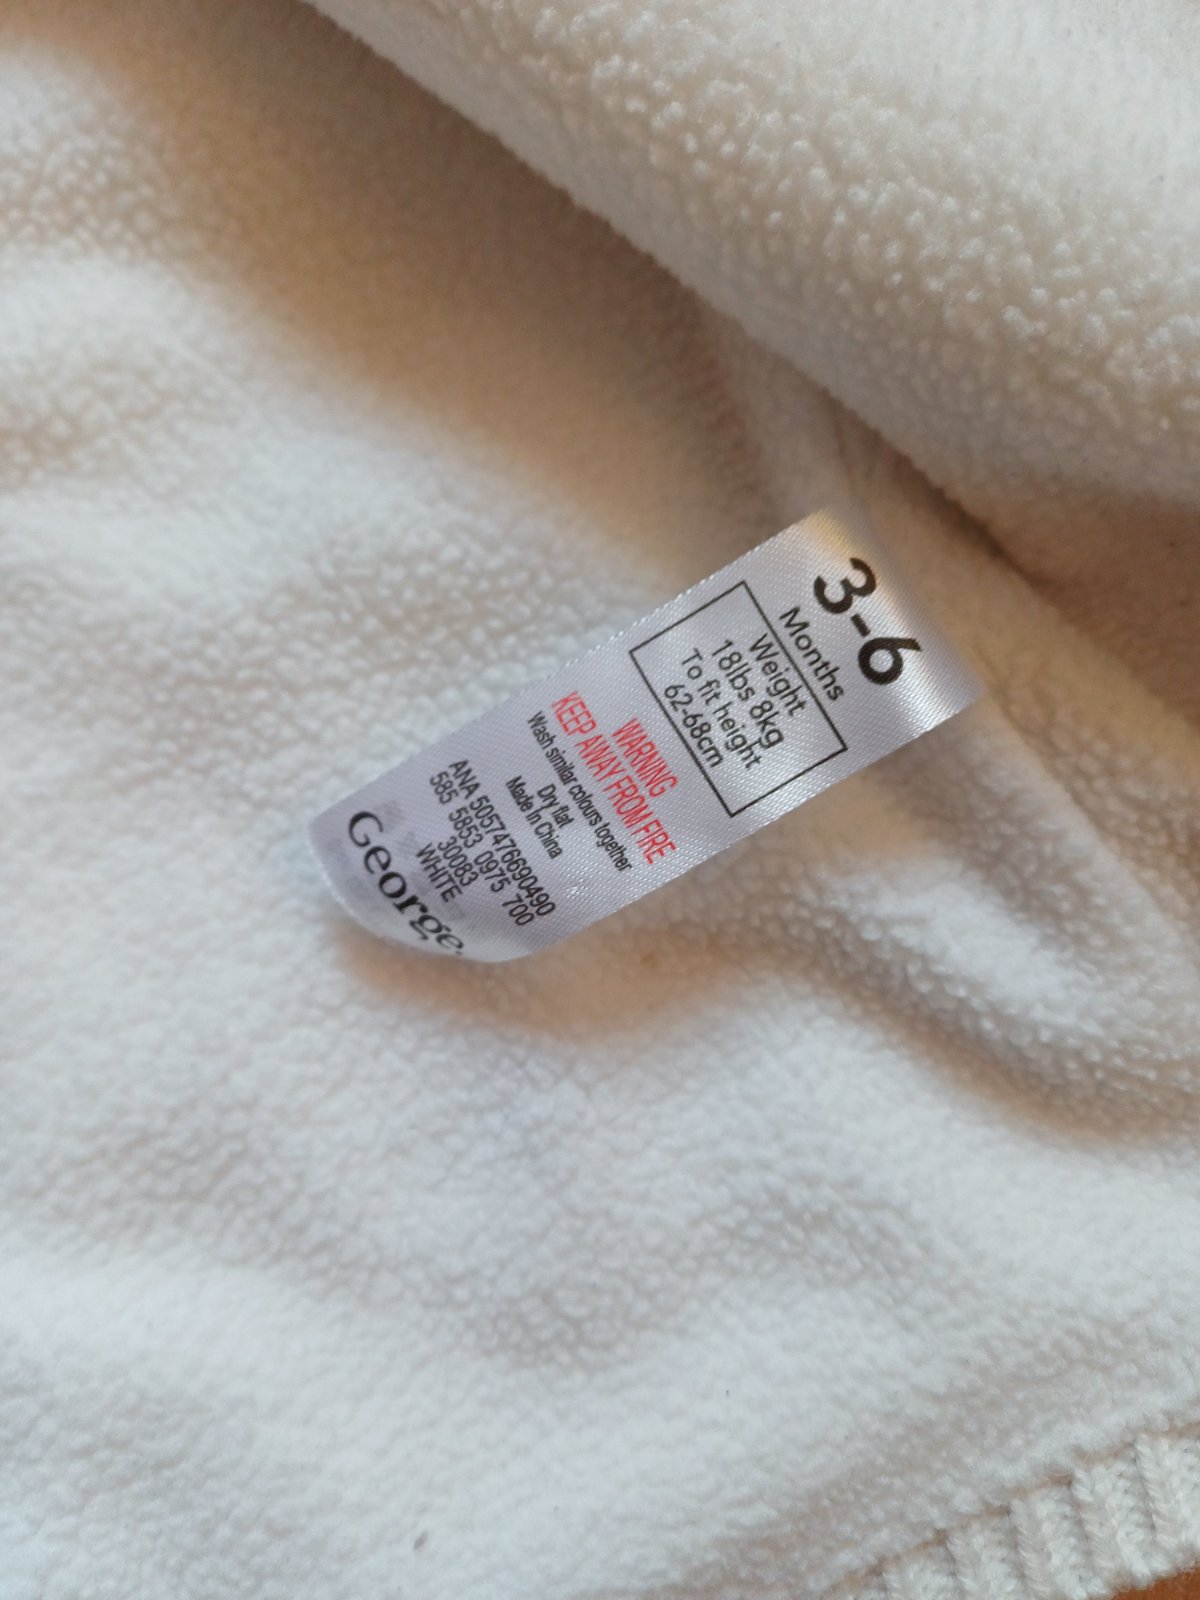 3-6
Months
Weight
18lbs 8kg
To fit height
62-68cm
WARNING
KEEP AWAY FROM FIRE
Wash similar colours together
Dry flat
Made In China
ANA 5057476690490
585 5853 0975 700
30083
WHITE
George.